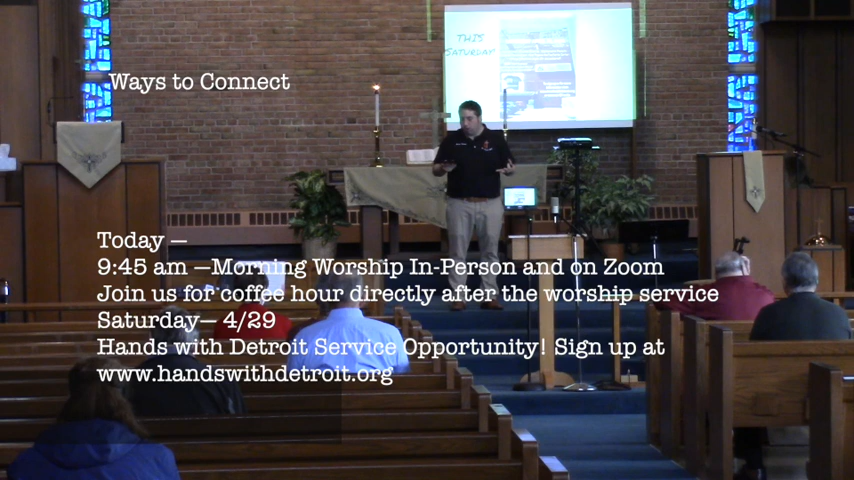 THIS
SATURDAY
Ways to Connect
Today —
9:45 am —Morning Worship In-Person and on Zoom
Join us for coffee hour directly after the worship service
Saturday— 4/29
Hands with Detroit Service Opportunity! Sign up at
www.handswithdetroit.org